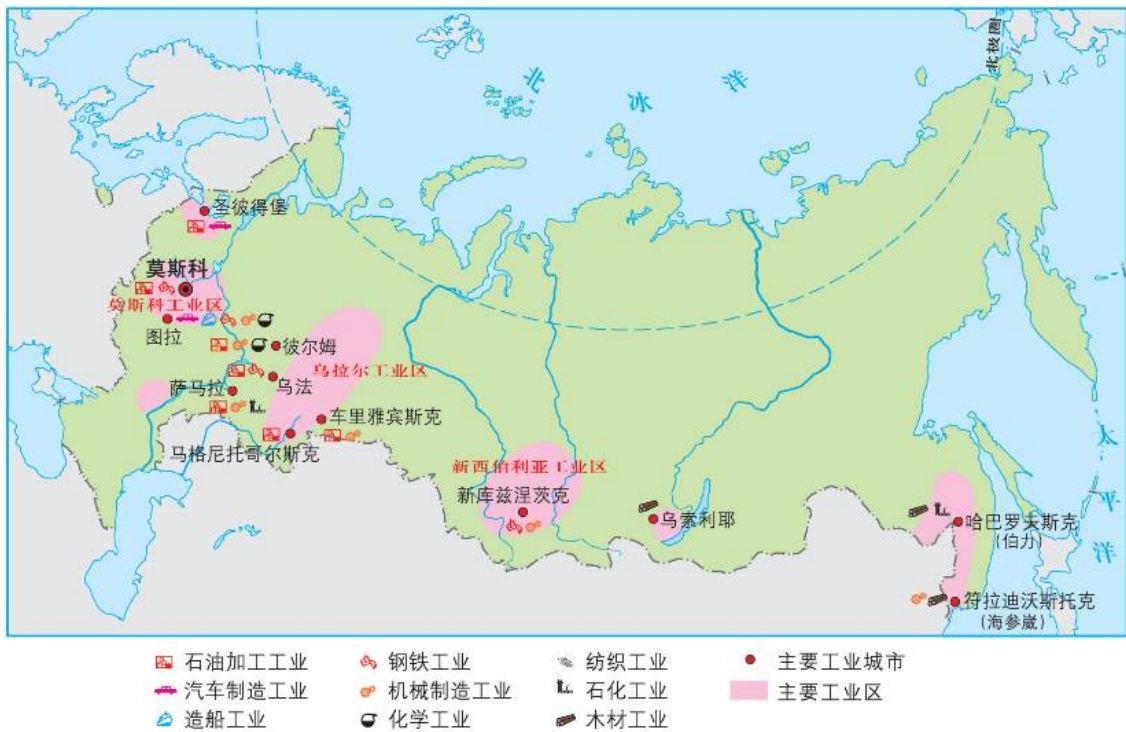 北极圈
北冰洋
圣彼得堡
莫斯科
莫斯科工业区
图拉
彼尔姆
乌拉尔工业区
乌法
萨马拉
车里雅宾斯克
马格尼托哥尔斯克
新西伯利亚工业区
新库兹涅茨克
乌索利耶
哈巴罗夫斯克
(伯力)
太平洋
符拉迪沃斯托克
(海参崴)
石油加工工业 钢铁工业 纺织工业 主要工业城市
汽车制造工业 机械制造工业 石化工业 主要工业区
造船工业 化学工业 木材工业